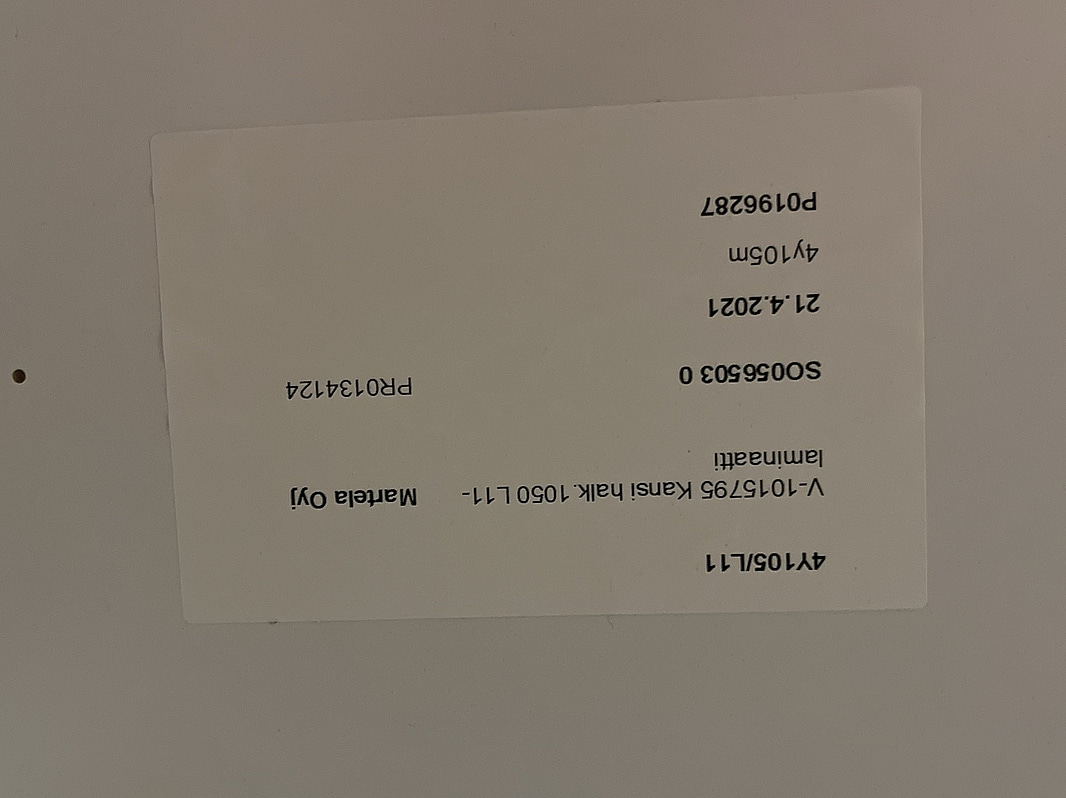 4Y105/L11
V-1015795 Kansi halk.1050 L11- Martela Oyj
laminaatti
SO056503 0 PR0134124
21.4.2021
4y105m
P0196287